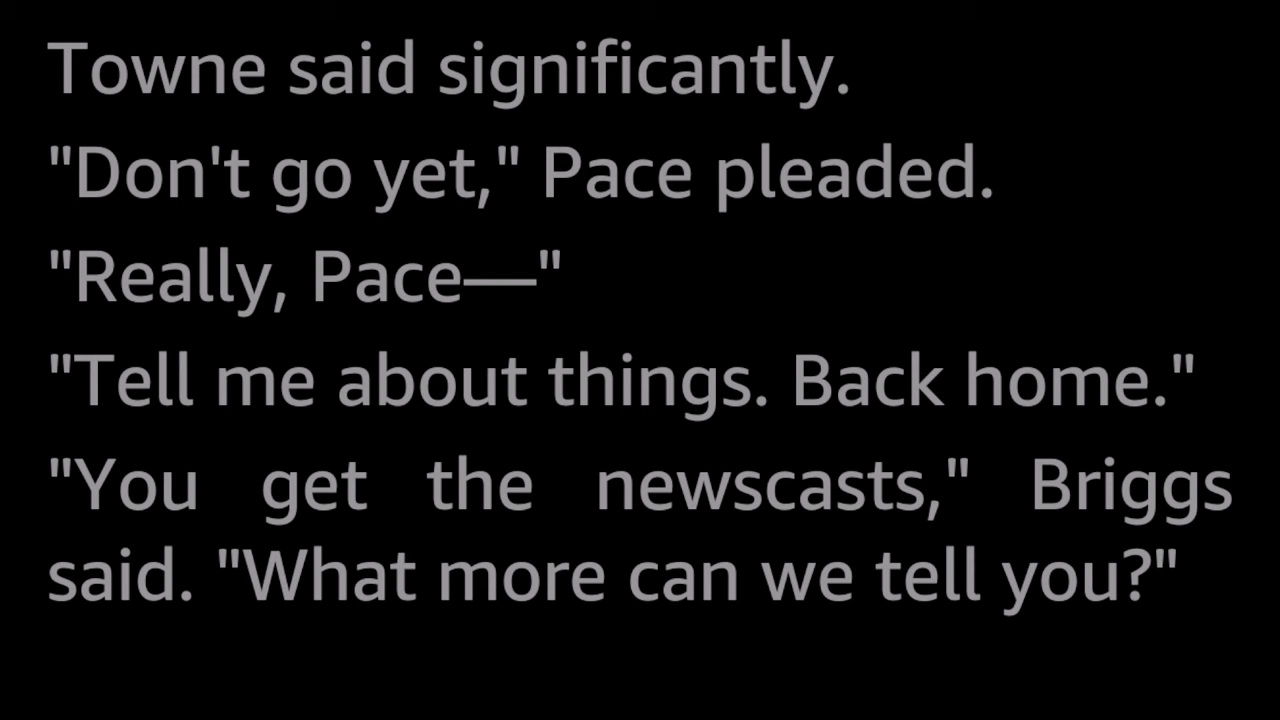 Towne said significantly.
"Don't go yet," Pace pleaded.
"Really, Pace—"
"Tell me about things. Back home."
"You get the newscasts," Briggs
said. "What more can we tell you?"